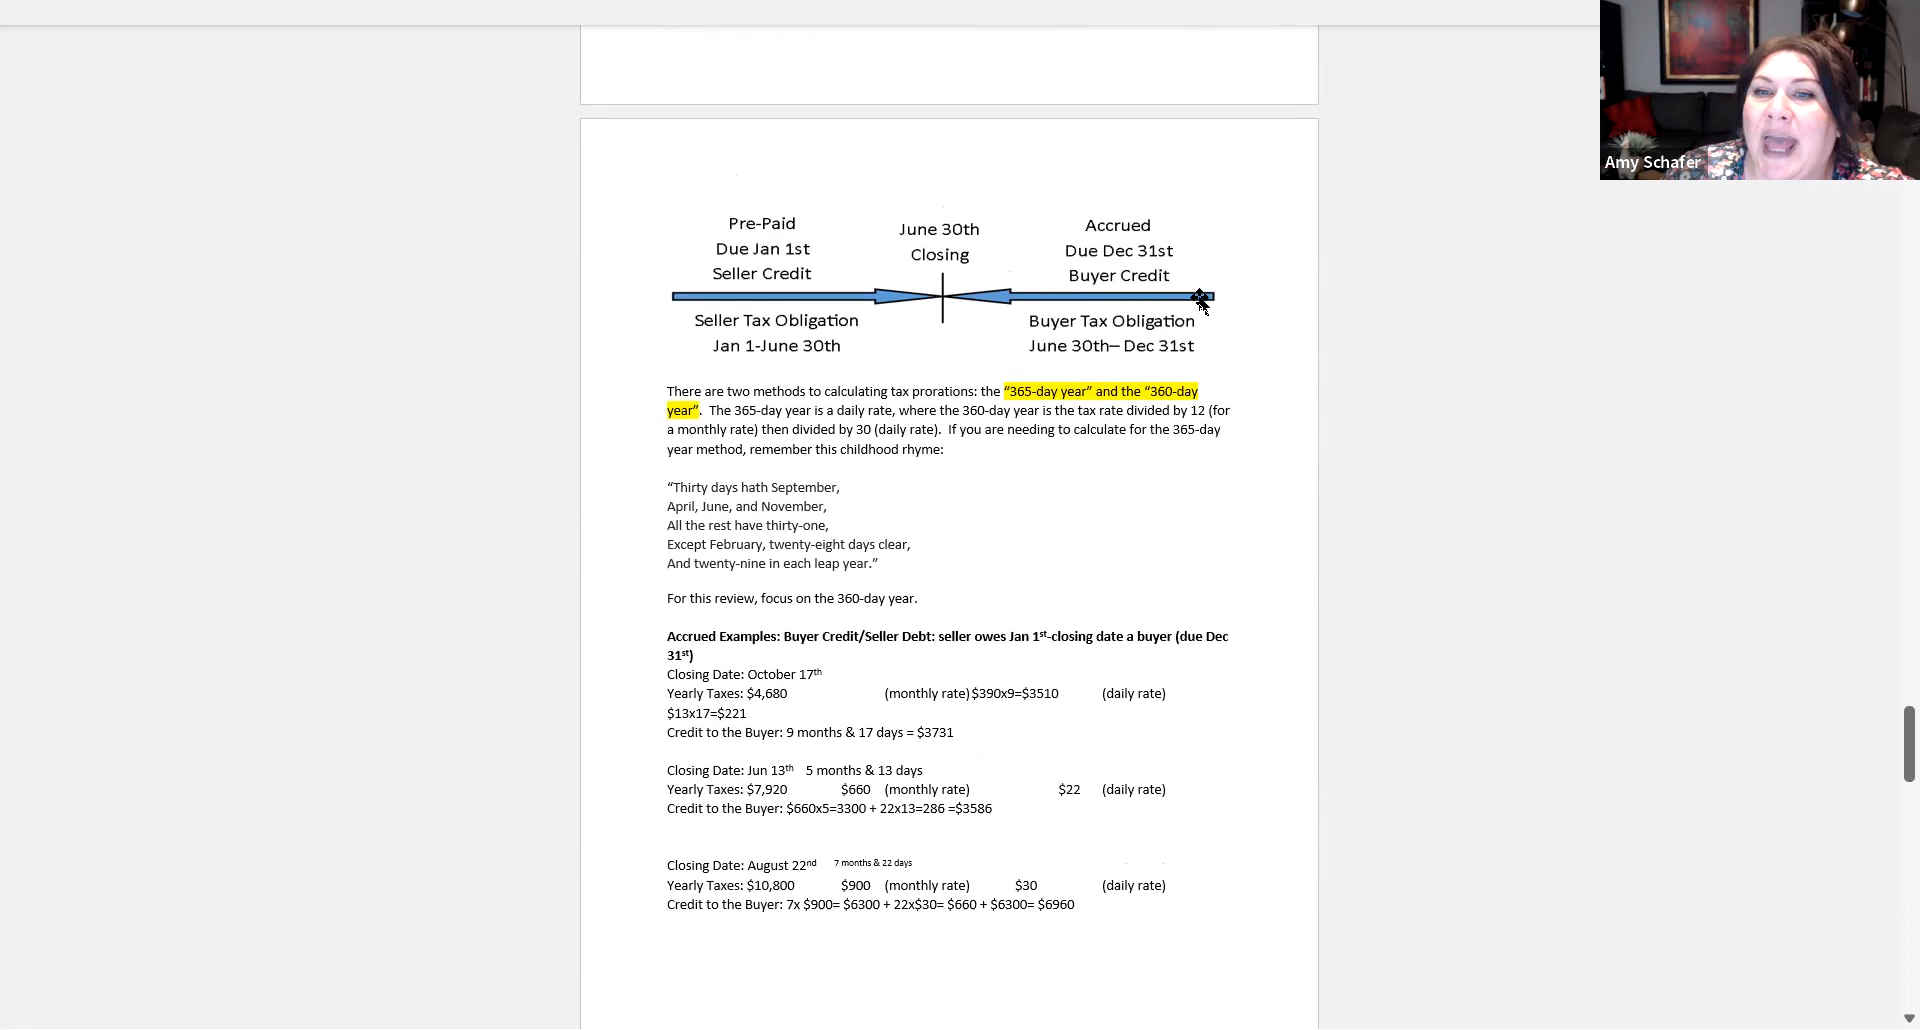 Amy Schafer
Pre-Paid
Due Jan 1st
Seller Credit
June 30th
Closing
Accrued
Due Dec 31st
Buyer Credit
Seller Tax Obligation
Jan 1-June 30th
Buyer Tax Obligation
June 30th– Dec 31st
There are two methods to calculating tax prorations: the “365-day year” and the “360-day
year”.  The 365-day year is a daily rate, where the 360-day year is the tax rate divided by 12 (for
a monthly rate) then divided by 30 (daily rate).  If you are needing to calculate for the 365-day
year method, remember this childhood rhyme:
“Thirty days hath September,
April, June, and November,
All the rest have thirty-one,
Except February, twenty-eight days clear,
And twenty-nine in each leap year.”
For this review, focus on the 360-day year.
Accrued Examples: Buyer Credit/Seller Debt: seller owes Jan 1st-closing date a buyer (due Dec
31st)
Closing Date: October 17th
Yearly Taxes: $4,680 (monthly rate) $390x9=$3510 (daily rate)
$13x17=$221
Credit to the Buyer: 9 months & 17 days = $3731
Closing Date: Jun 13th 5 months & 13 days
Yearly Taxes: $7,920 $660 (monthly rate) $22 (daily rate)
Credit to the Buyer: $660x5=3300 + 22x13=286 =$3586
Closing Date: August 22nd 7 months & 22 days
Yearly Taxes: $10,800 $900 (monthly rate) $30 (daily rate)
Credit to the Buyer: 7x $900= $6300 + 22x$30= $660 + $6300= $6960